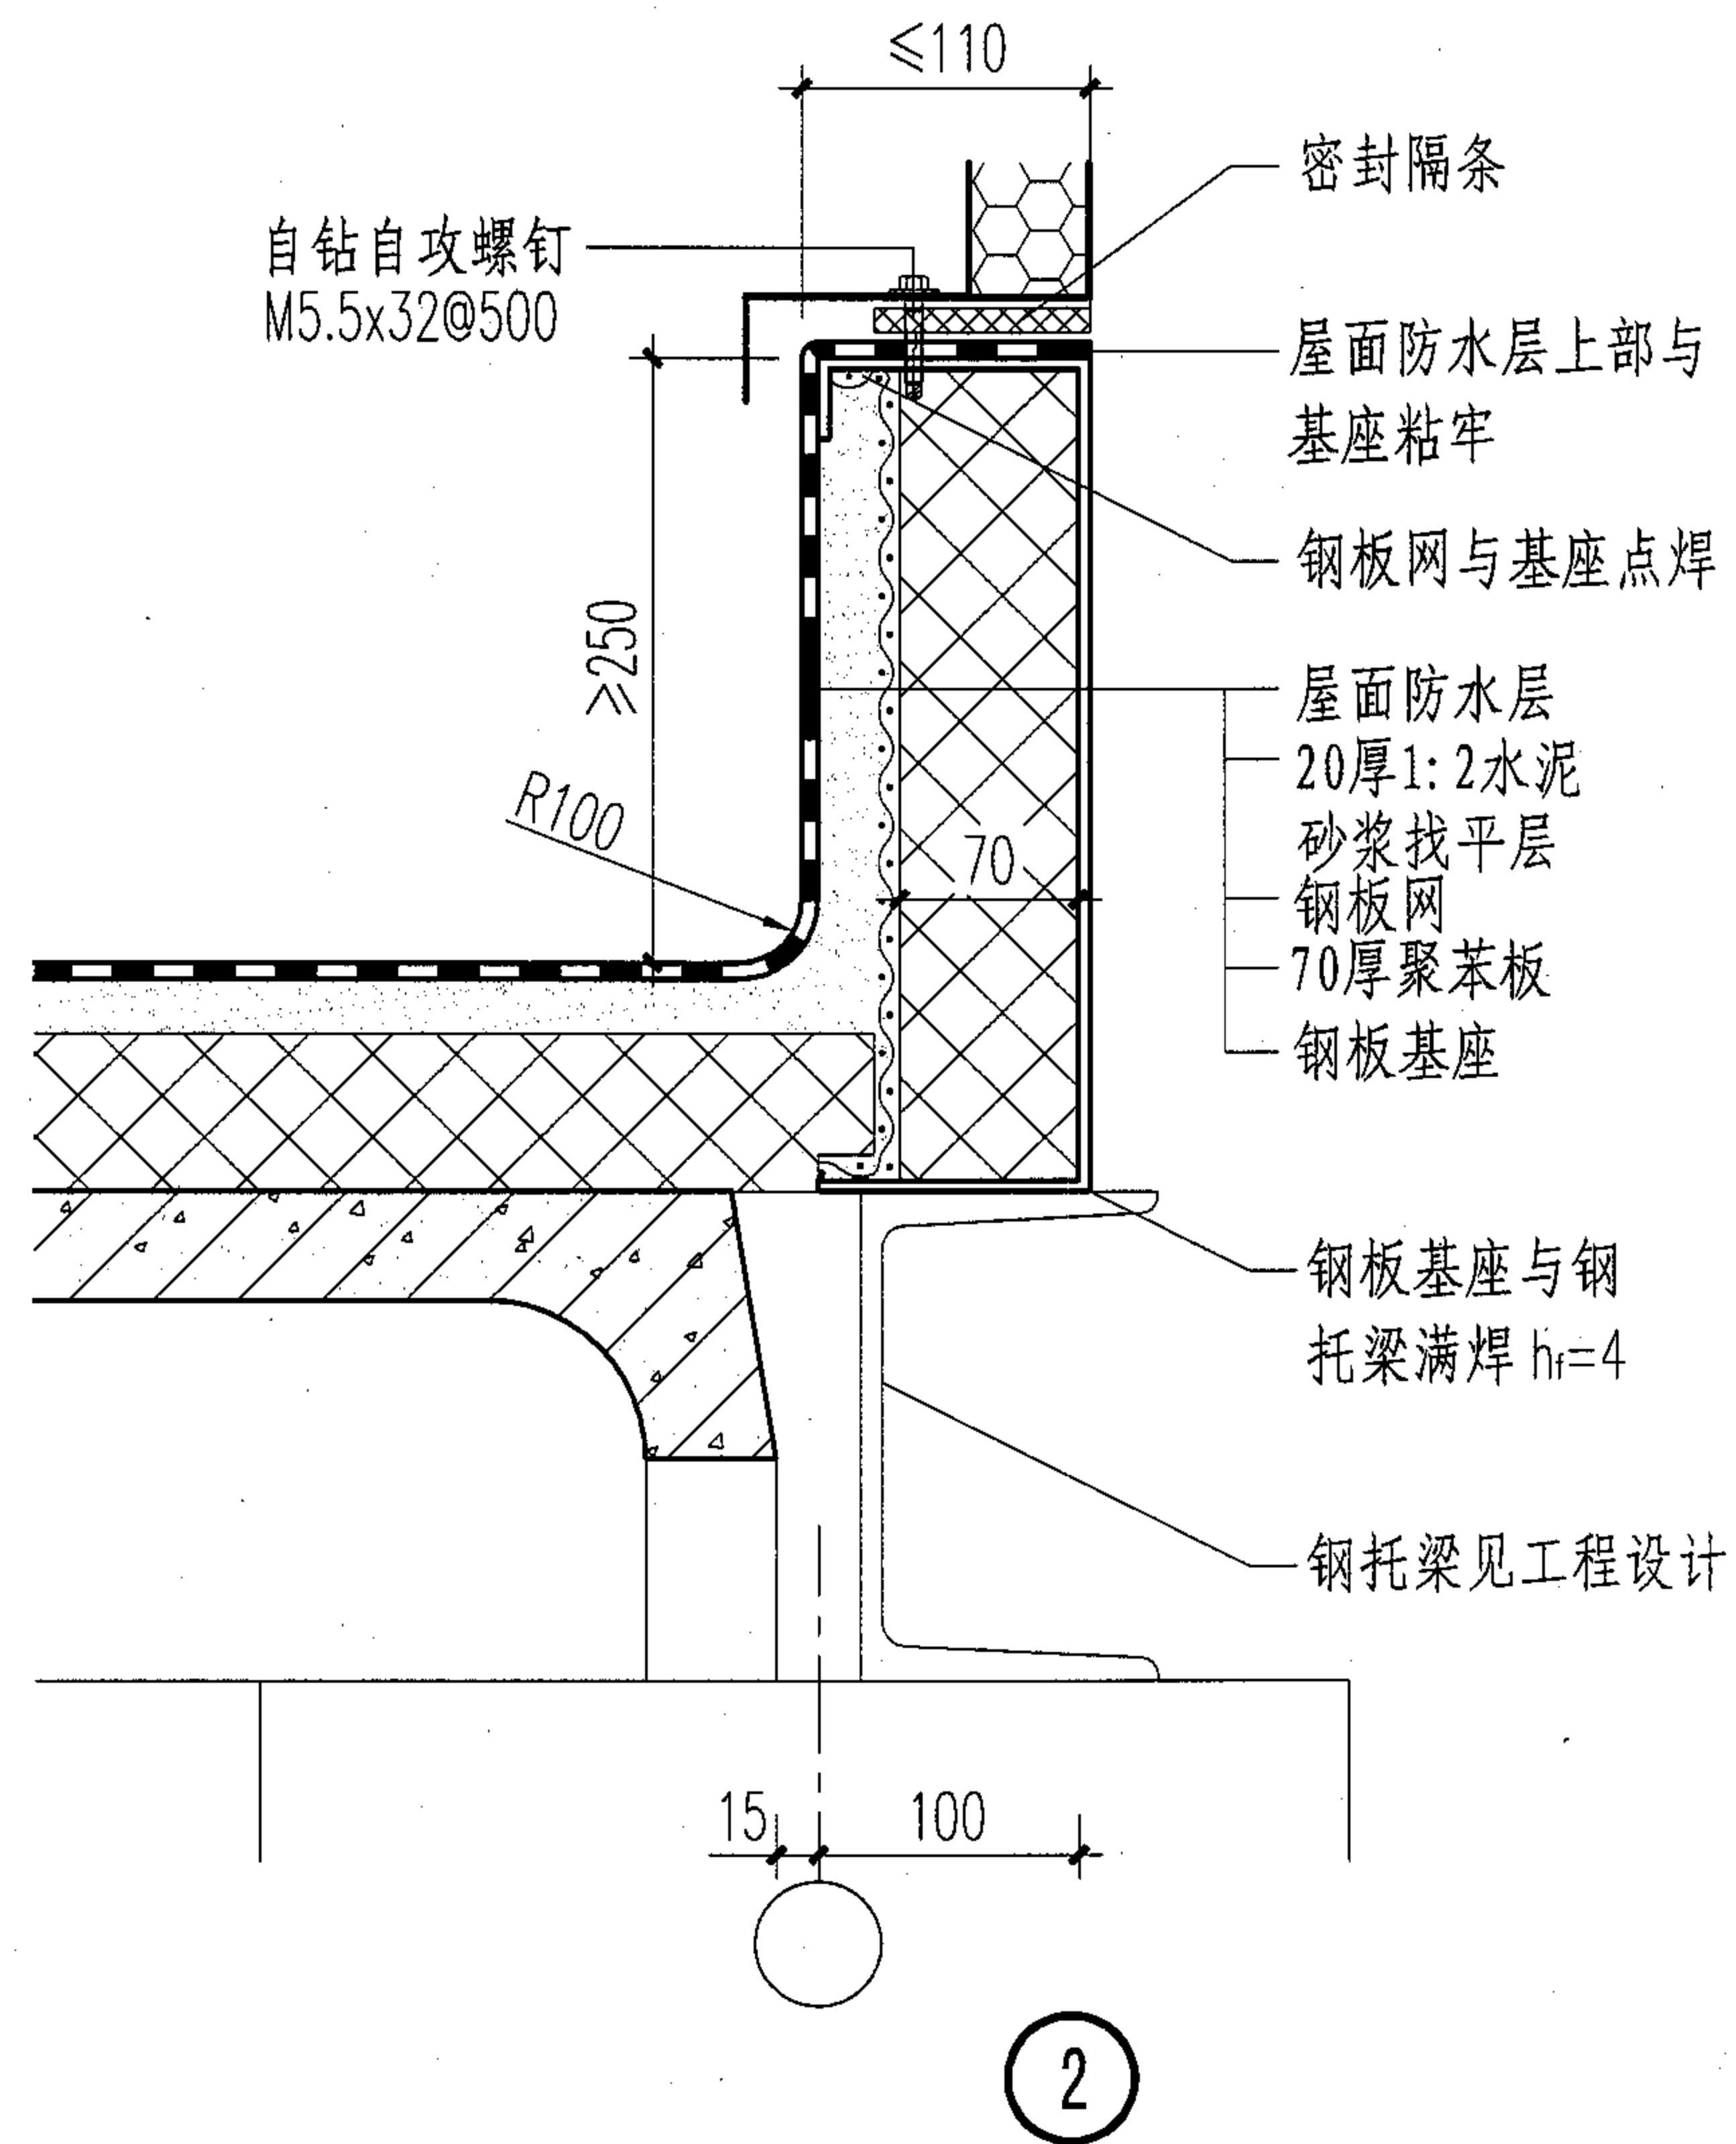 ≤110
密封隔条
自钻自攻螺钉
M5.5x32@500
屋面防水层上部与
基座粘牢
钢板网与基座点焊
≥250
屋面防水层
20厚1:2水泥
砂浆找平层
R100
70
钢板网
70厚聚苯板
钢板基座
钢板基座与钢
托梁满焊 hf=4
钢托梁见工程设计
15
100
2